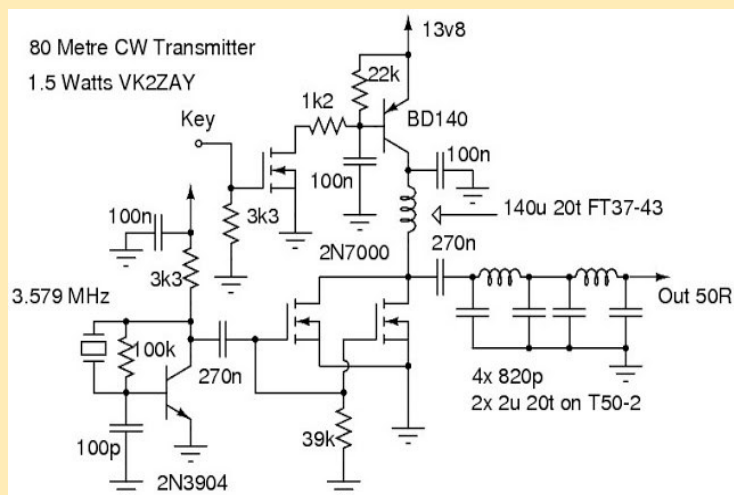 80 Metre CW Transmitter
1.5 Watts VK2ZAY
13v8
22k
1k2
BD140
Key
100n
100n
100n
3k3
140u 20t FT37-43
2N7000
270n
3k3
3.579 MHz
Out 50R
100k
270n
4x 820p
2x 2u 20t on T50-2
39k
100p
2N3904